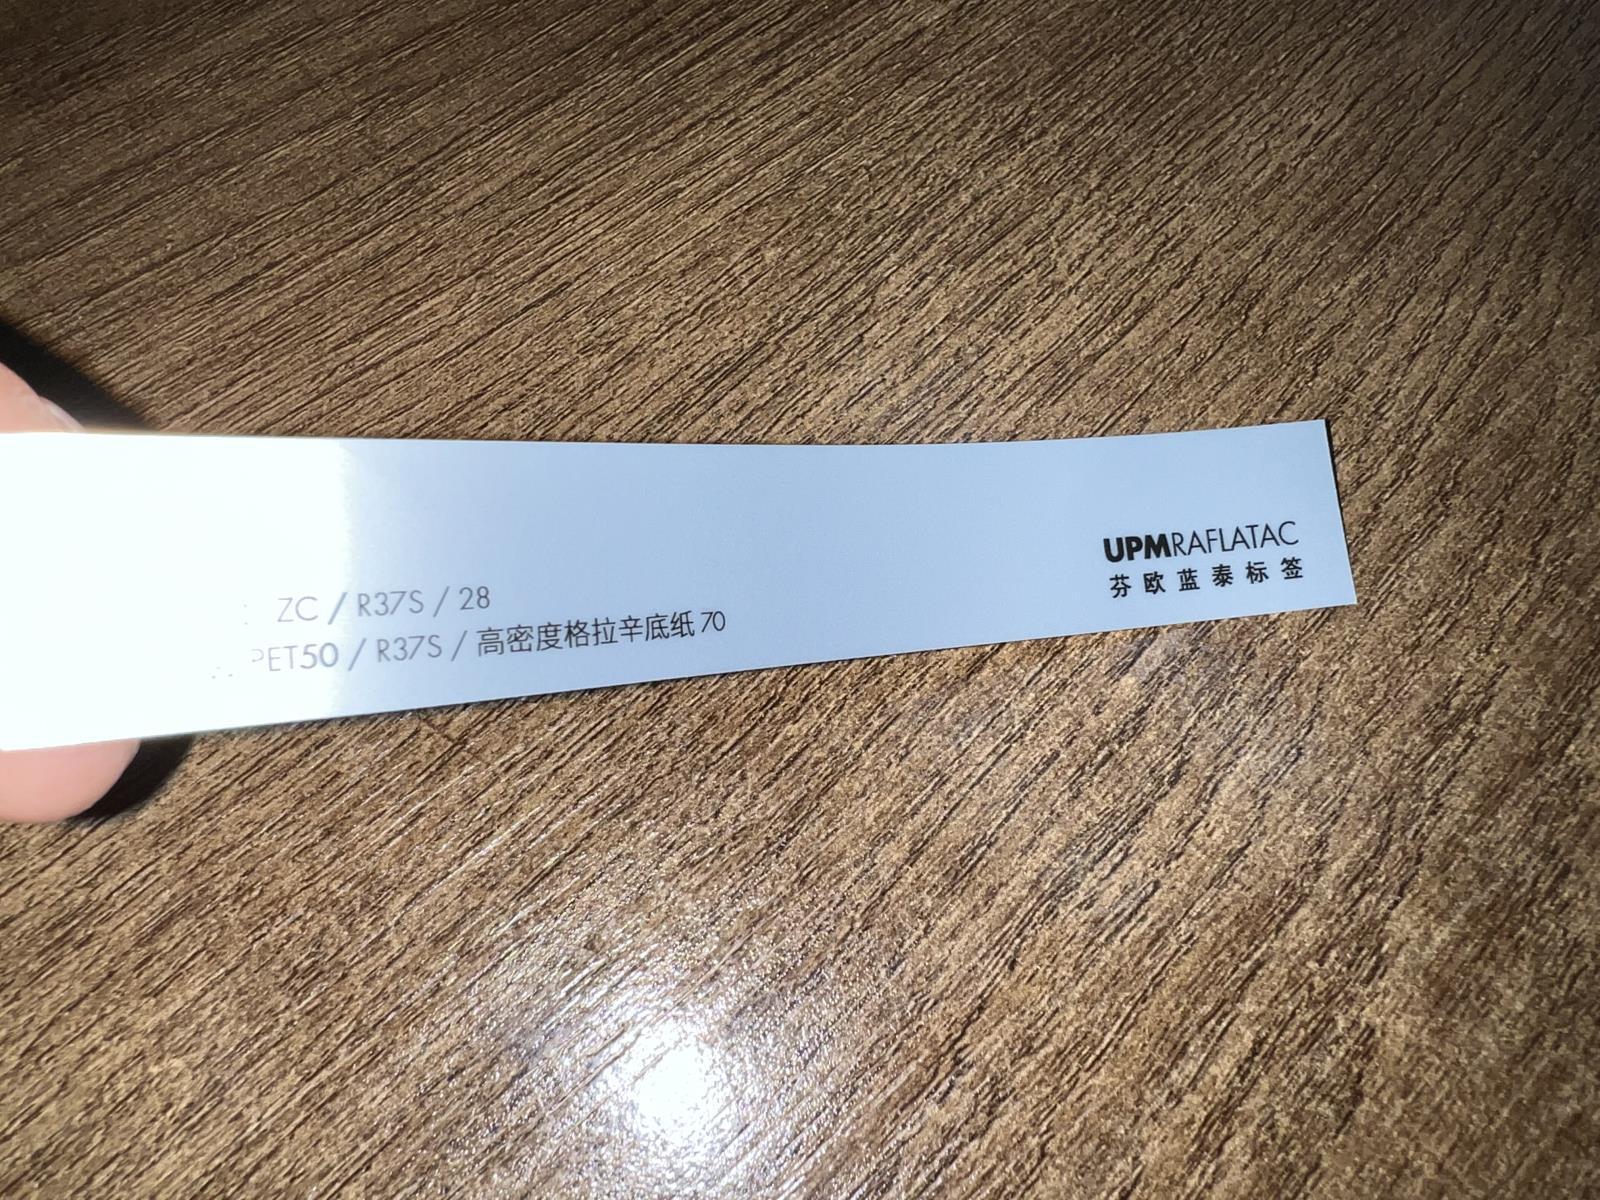 ZC / R37S / 28
PET50 / R37S / 高密度格拉辛底纸 70
UPMRAFLATAC
芬欧蓝泰标签